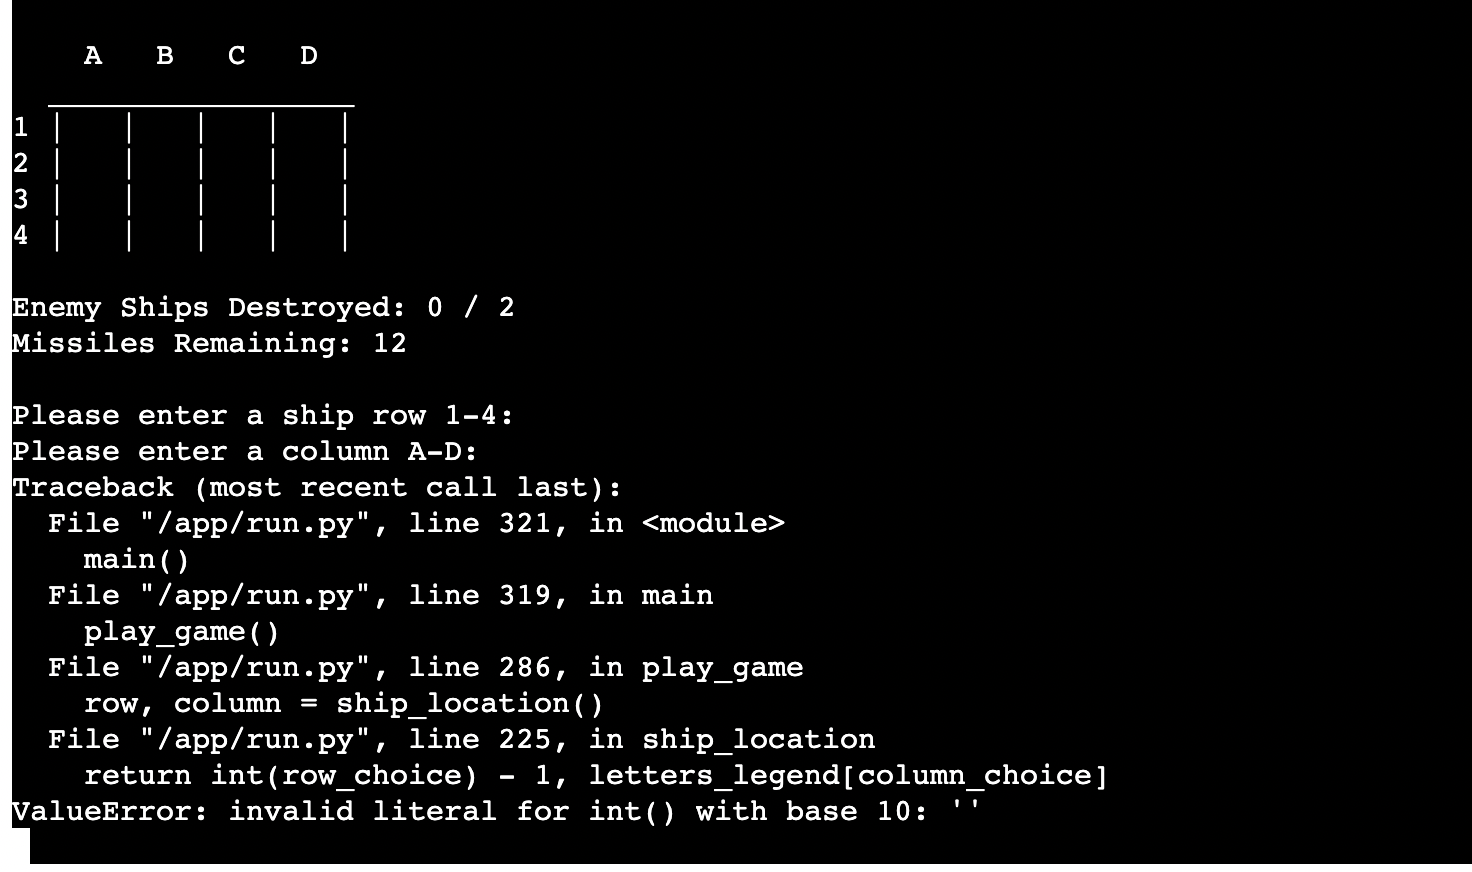 A   B   C   D
  _________________
1 |   |   |   |   |
2 |   |   |   |   |
3 |   |   |   |   |
4 |   |   |   |   |
Enemy Ships Destroyed: 0 / 2
Missiles Remaining: 12
Please enter a ship row 1-4:
Please enter a column A-D:
Traceback (most recent call last):
  File "/app/run.py", line 321, in <module>
    main()
  File "/app/run.py", line 319, in main
    play_game()
  File "/app/run.py", line 286, in play_game
    row, column = ship_location()
  File "/app/run.py", line 225, in ship_location
    return int(row_choice) - 1, letters_legend[column_choice]
ValueError: invalid literal for int() with base 10: ''